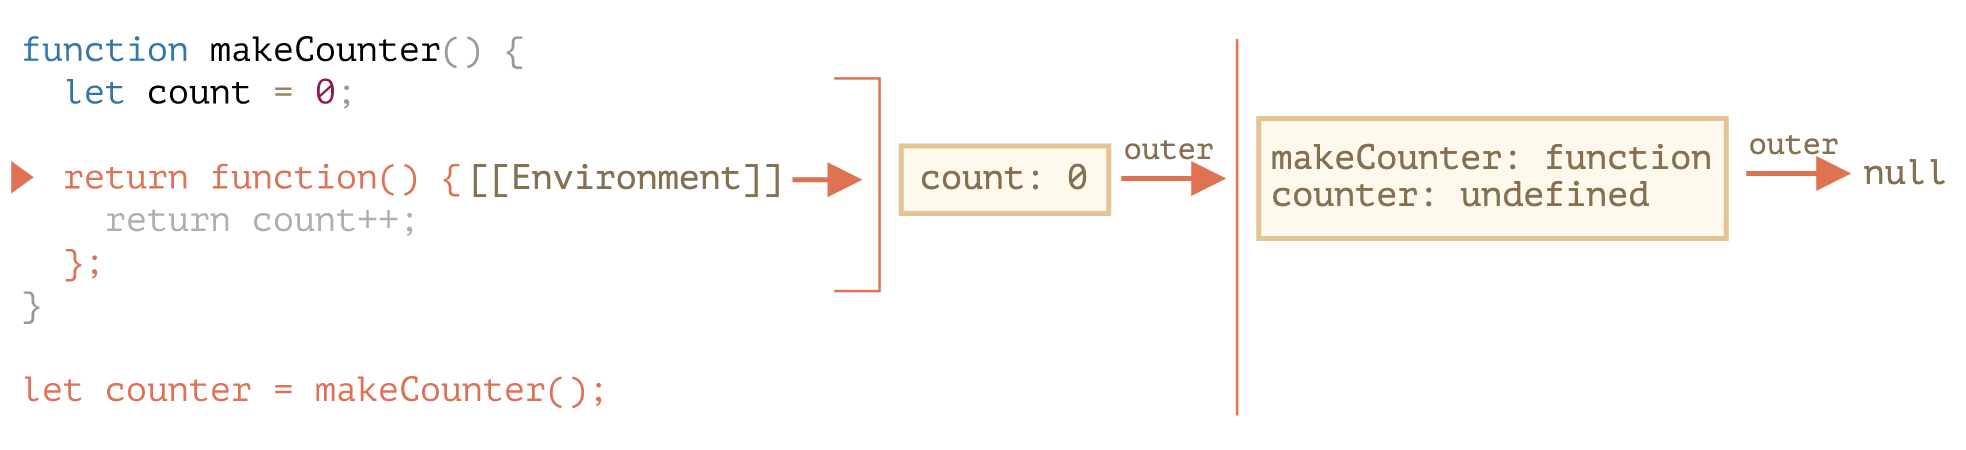 function makeCounter() {
let count = 0;
return function() { [[Environment]]
return count++;
};
}
let counter = makeCounter();
count: 0
outer
makeCounter: function
counter: undefined
outer
null